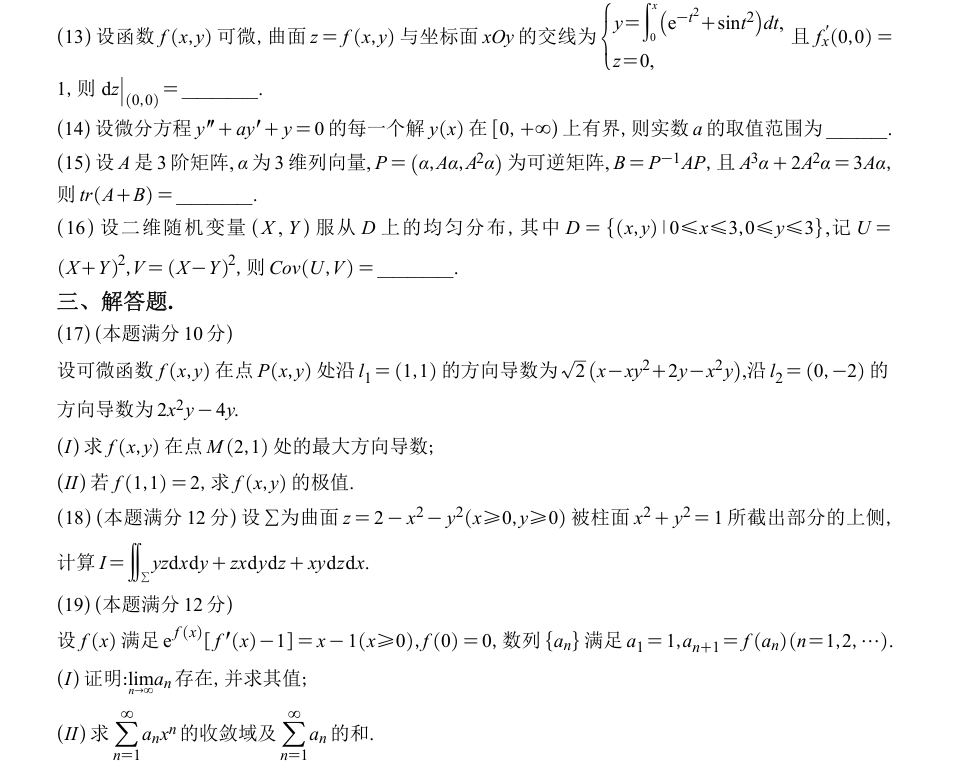 (13) 设函数 f(x,y) 可微, 曲面 z=f(x,y) 与坐标面 xOy 的交线为 { y=∫₀ˣ(e^{-t²}+sint²)dt, z=0, 且 f′ₓ(0,0)=
1, 则 dz|₍₀,₀₎=________.
(14) 设微分方程 y″+ay′+y=0 的每一个解 y(x) 在 [0,+∞) 上有界, 则实数 a 的取值范围为______.
(15) 设 A 是 3 阶矩阵, α 为 3 维列向量, P=(α,Aα,A²α) 为可逆矩阵, B=P⁻¹AP, 且 A³α+2A²α=3Aα,
则 tr(A+B)=________.
(16) 设二维随机变量 (X,Y) 服从 D 上的均匀分布, 其中 D={(x,y)|0⩽x⩽3,0⩽y⩽3},记 U=
(X+Y)²,V=(X−Y)², 则 Cov(U,V)=________.
三、解答题.
(17) (本题满分 10 分)
设可微函数 f(x,y) 在点 P(x,y) 处沿 l₁=(1,1) 的方向导数为 √2(x−xy²+2y−x²y),沿 l₂=(0,−2) 的
方向导数为 2x²y−4y.
(I) 求 f(x,y) 在点 M(2,1) 处的最大方向导数;
(II) 若 f(1,1)=2, 求 f(x,y) 的极值.
(18) (本题满分 12 分) 设 ∑为曲面 z=2−x²−y²(x⩾0,y⩾0) 被柱面 x²+y²=1 所截出部分的上侧,
计算 I=∬_∑ yzdxdy+zxdydz+xydzdx.
(19) (本题满分 12 分)
设 f(x) 满足 e^{f(x)}[f′(x)−1]=x−1(x⩾0),f(0)=0, 数列 {aₙ} 满足 a₁=1,aₙ₊₁=f(aₙ)(n=1,2,⋯).
(I) 证明:lim_{n→∞} aₙ 存在, 并求其值;
(II) 求 ∑_{n=1}^{∞} aₙxⁿ 的收敛域及 ∑_{n=1}^{∞} aₙ 的和.